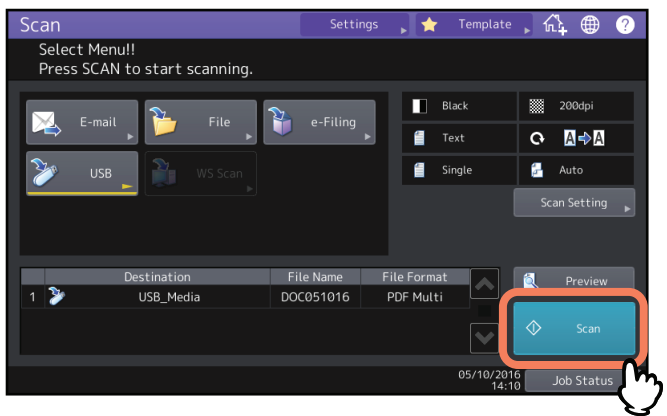 Scan
Settings
Template
?
Select Menu!!
Press SCAN to start scanning.
E-mail
File
e-Filing
USB
WS Scan
Black
200dpi
Text
A A
Single
Auto
Scan Setting
Destination File Name File Format
1 USB_Media DOC051016 PDF Multi
Preview
Scan
05/10/2016
14:10
Job Status